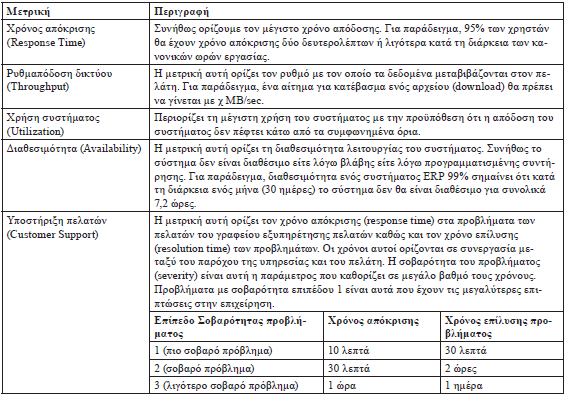 Μετρική Περιγραφή
Χρόνος απόκρισης
(Response Time)
Συνήθως ορίζουμε τον μέγιστο χρόνο απόδοσης. Για παράδειγμα, 95% των χρηστών
θα έχουν χρόνο απόκρισης δύο δευτερολέπτων ή λιγότερο κατά τη διάρκεια των κα-
νονικών ωρών εργασίας.
Ρυθμαπόδοση δικτύου
(Throughput)
Η μετρική αυτή ορίζει τον ρυθμό με τον οποίο τα δεδομένα μεταβιβάζονται στον πε-
λάτη. Για παράδειγμα, ένα αίτημα για κατέβασμα ενός αρχείου (download) θα πρέπει
να γίνεται με χ MB/sec.
Χρήση συστήματος
(Utilization)
Περιορίζει τη μέγιστη χρήση του συστήματος με την προϋπόθεση ότι η απόδοση του
συστήματος δεν πέφτει κάτω από τα συμφωνημένα όρια.
Διαθεσιμότητα (Availability)
Η μετρική αυτή ορίζει τη διαθεσιμότητα λειτουργίας του συστήματος. Συνήθως το
σύστημα δεν είναι διαθέσιμο είτε λόγω βλάβης είτε λόγω προγραμματισμένης συντή-
ρησης. Για παράδειγμα, διαθεσιμότητα ενός συστήματος ERP 99% σημαίνει ότι κατά
τη διάρκεια ενός μήνα (30 ημέρες) το σύστημα δεν θα είναι διαθέσιμο για συνολικά
7,2 ώρες.
Υποστήριξη πελατών
(Customer Support)
Η μετρική αυτή ορίζει τον χρόνο απόκρισης (response time) στα προβλήματα των
πελατών του γραφείου εξυπηρέτησης πελατών καθώς και τον χρόνο επίλυσης
(resolution time) των προβλημάτων. Οι χρόνοι αυτοί ορίζονται σε συνεργασία με-
ταξύ του παρόχου της υπηρεσίας και του πελάτη. Η σοβαρότητα του προβλήματος
(severity) είναι αυτή η παράμετρος που καθορίζει σε μεγάλο βαθμό τους χρόνους.
Προβλήματα με σοβαρότητα επιπέδου 1 είναι αυτά που έχουν τις μεγαλύτερες επι-
πτώσεις στην επιχείρηση.
Επίπεδο Σοβαρότητας προβλή-
ματος
Χρόνος απόκρισης
Χρόνος επίλυσης προ-
βλήματος
1 (πιο σοβαρό πρόβλημα) 10 λεπτά 30 λεπτά
2 (σοβαρό πρόβλημα) 30 λεπτά 2 ώρες
3 (λιγότερο σοβαρό πρόβλημα) 1 ώρα 1 ημέρα